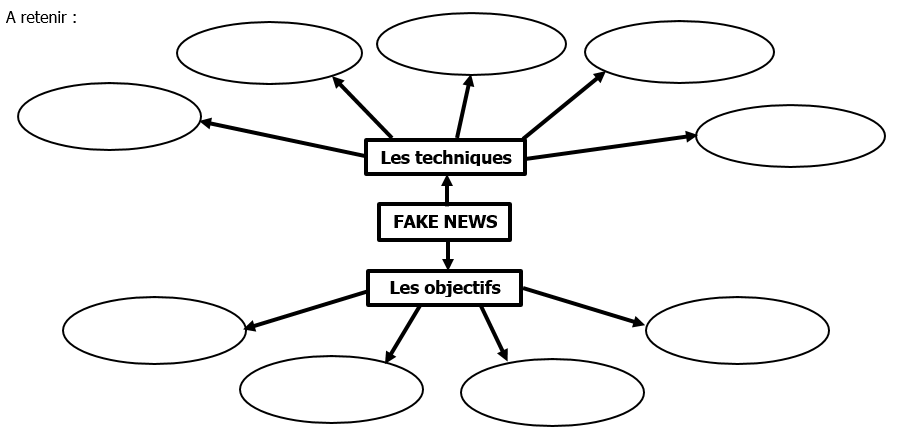 A retenir :
Les techniques
FAKE NEWS
Les objectifs